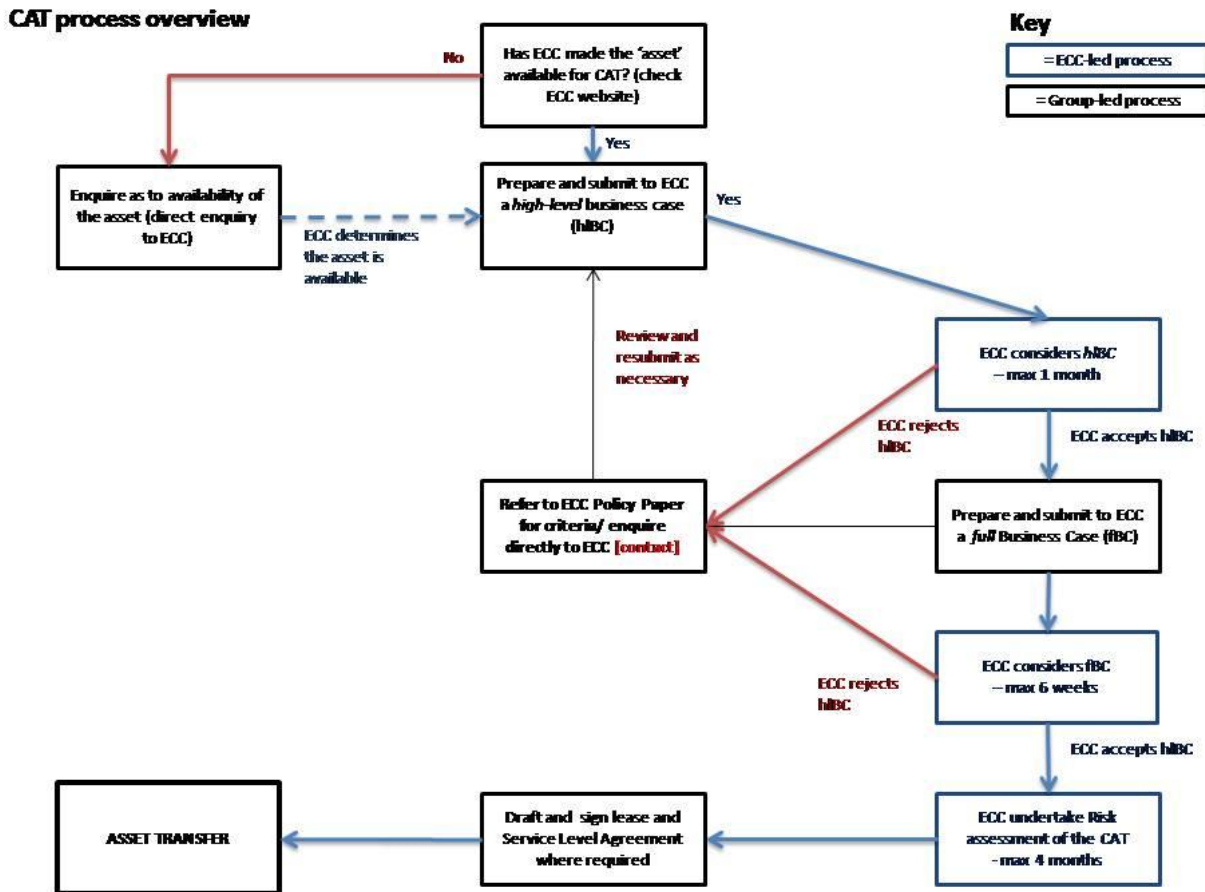 CAT process overview
Key
Has ECC made the ‘asset’
available for CAT? (check
ECC website)
No
= ECC-led process
= Group-led process
Yes
Enquire as to availability of
the asset (direct enquiry
to ECC)
ECC determines
the asset is
available
Prepare and submit to ECC
a high-level business case
(hlBC)
Yes
Review and
resubmit as
necessary
ECC considers hlBC
– max 1 month
ECC rejects
hlBC
ECC accepts hlBC
Refer to ECC Policy Paper
for criteria/ enquire
directly to ECC [contact]
Prepare and submit to ECC
a full Business Case (fBC)
ECC considers fBC
– max 6 weeks
ECC rejects
hlBC
ECC accepts hlBC
ASSET TRANSFER
Draft and sign lease and
Service Level Agreement
where required
ECC undertake Risk
assessment of the CAT
- max 4 months